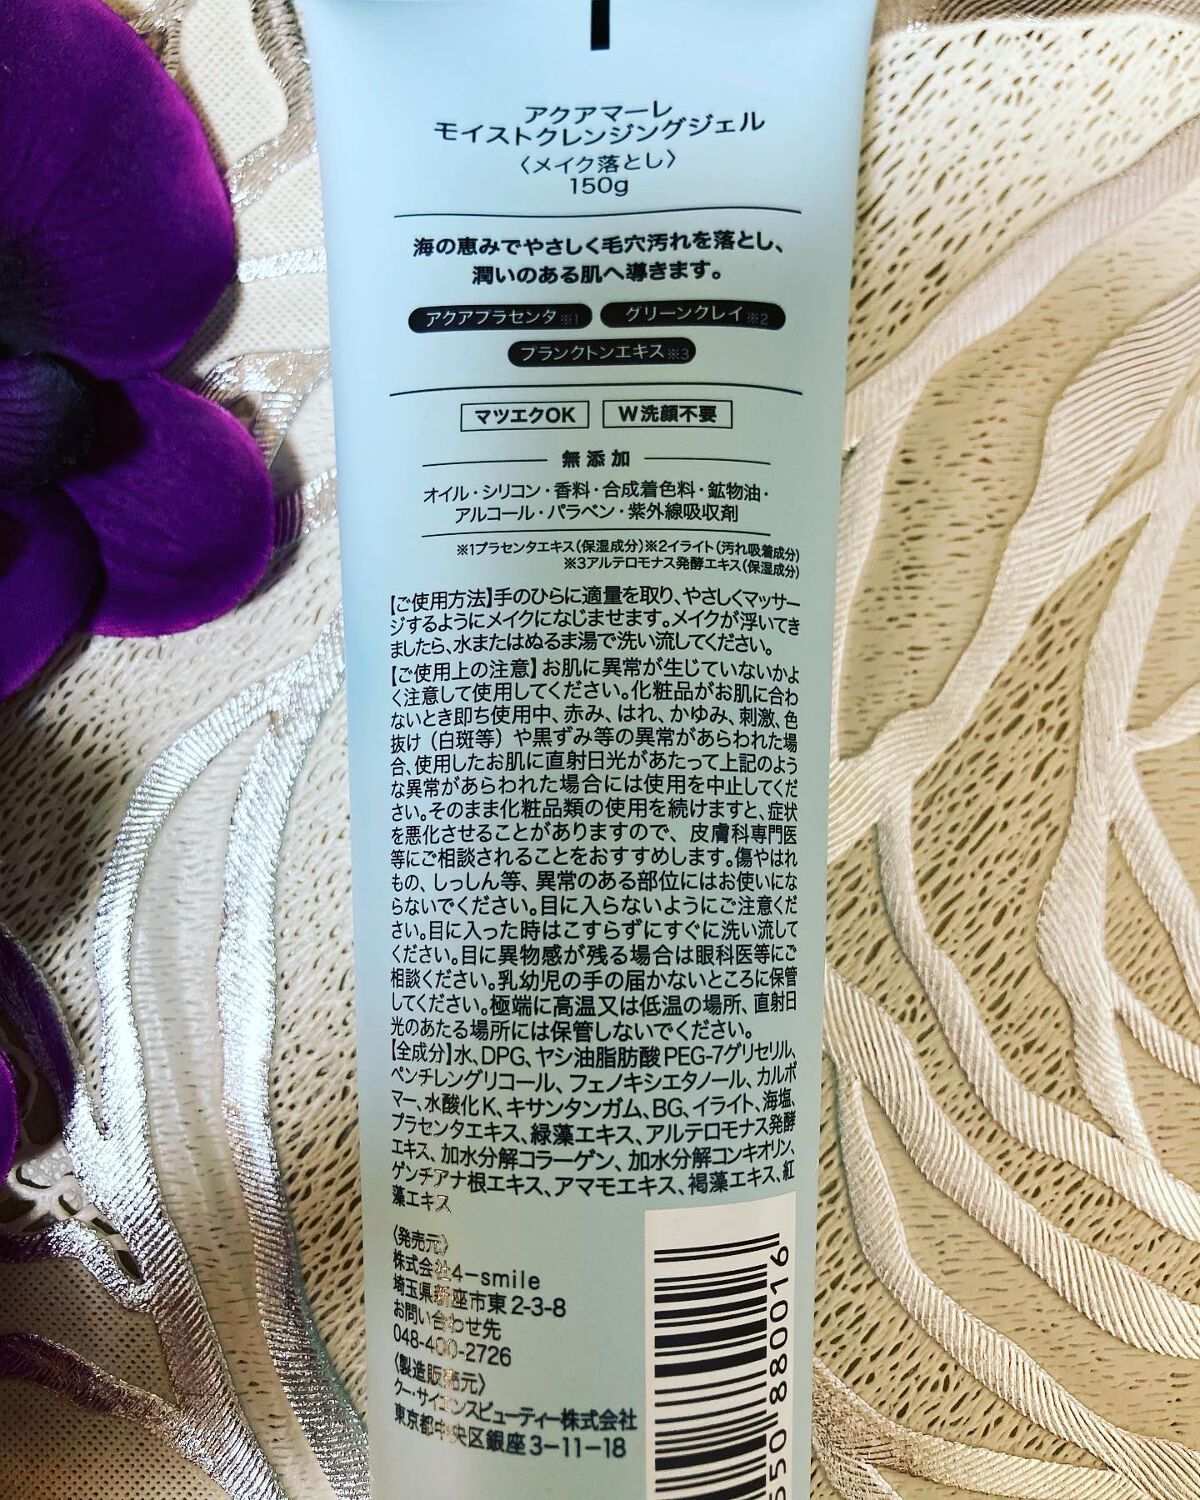 アクアマーレ
モイストクレンジングジェル
〈メイク落とし〉
150g
海の恵みでやさしく毛穴汚れを落とし、
潤いのある肌へ導きます。
アクアプラセンタ※1 グリーンクレイ※2
プランクトンエキス※3
マツエクOK W洗顔不要
無添加
オイル・シリコン・香料・合成着色料・鉱物油・
アルコール・パラベン・紫外線吸収剤
※1プラセンタエキス(保湿成分)※2イライト(汚れ吸着成分)
※3アルテロモナス発酵エキス(保湿成分)
【ご使用方法】手のひらに適量を取り、やさしくマッサー
ジするようにメイクになじませます。メイクが浮いてき
ましたら、水またはぬるま湯で洗い流してください。
【ご使用上の注意】お肌に異常が生じていないかよ
く注意して使用してください。化粧品がお肌に合わ
ないとき即ち使用中、赤み、はれ、かゆみ、刺激、色
抜け（白斑等）や黒ずみ等の異常があらわれた場
合、使用したお肌に直射日光があたって上記のよう
な異常があらわれた場合には使用を中止してくだ
さい。そのまま化粧品類の使用を続けますと、症状
を悪化させることがありますので、皮膚科専門医
等にご相談されることをおすすめします。傷やはれ
もの、しっしん等、異常のある部位にはお使いにな
らないでください。目に入らないようにご注意くだ
さい。目に入った時はこすらずにすぐに洗い流して
ください。目に異物感が残る場合は眼科医等にご
相談ください。乳幼児の手の届かないところに保管
してください。極端に高温又は低温の場所、直射日
光のあたる場所には保管しないでください。
【全成分】水、DPG、ヤシ油脂肪酸PEG-7グリセリル、
ペンチレングリコール、フェノキシエタノール、カルボ
マー、水酸化K、キサンタンガム、BG、イライト、海塩、
プラセンタエキス、緑藻エキス、アルテロモナス発酵
エキス、加水分解コラーゲン、加水分解コンキオリン、
ゲンチアナ根エキス、アマモエキス、褐藻エキス、紅
藻エキス
〈発売元〉
株式会社4-smile
埼玉県新座市東2-3-8
お問い合わせ先
048-400-2726
〈製造販売元〉
クー・サイエンスビューティー株式会社
東京都中央区銀座3-11-18
550 880016